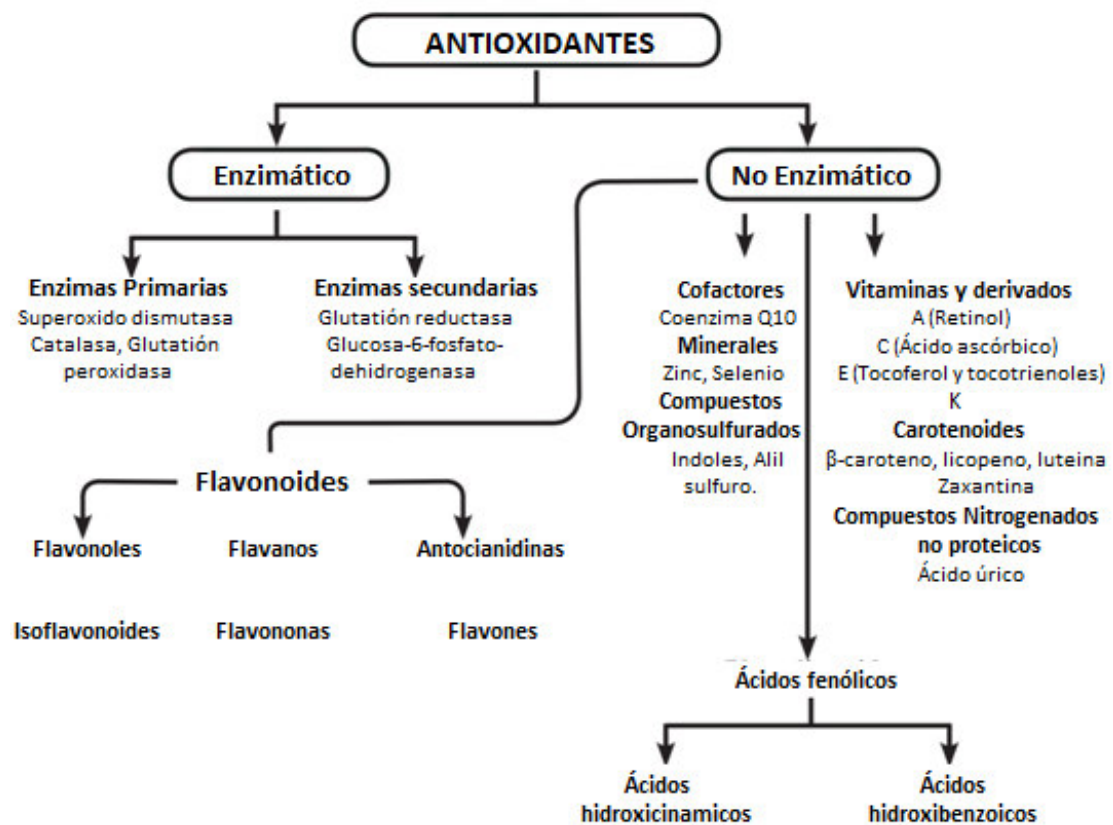 ANTIOXIDANTES
Enzimático
No Enzimático
Enzimas Primarias
Superoxido dismutasa
Catalasa, Glutatión
peroxidasa
Enzimas secundarias
Glutatión reductasa
Glucosa-6-fosfato-
dehidrogenasa
Cofactores
Coenzima Q10
Minerales
Zinc, Selenio
Compuestos
Organosulfurados
Indoles, Alil
sulfuro.
Vitaminas y derivados
A (Retinol)
C (Ácido ascórbico)
E (Tocoferol y tocotrienoles)
K
Carotenoides
β-caroteno, licopeno, luteina
Zaxantina
Compuestos Nitrogenados
no proteicos
Ácido úrico
Flavonoides
Flavonoles
Flavanos
Antocianidinas
Isoflavonoides
Flavononas
Flavones
Ácidos fenólicos
Ácidos
hidroxicinamicos
Ácidos
hidroxibenzoicos